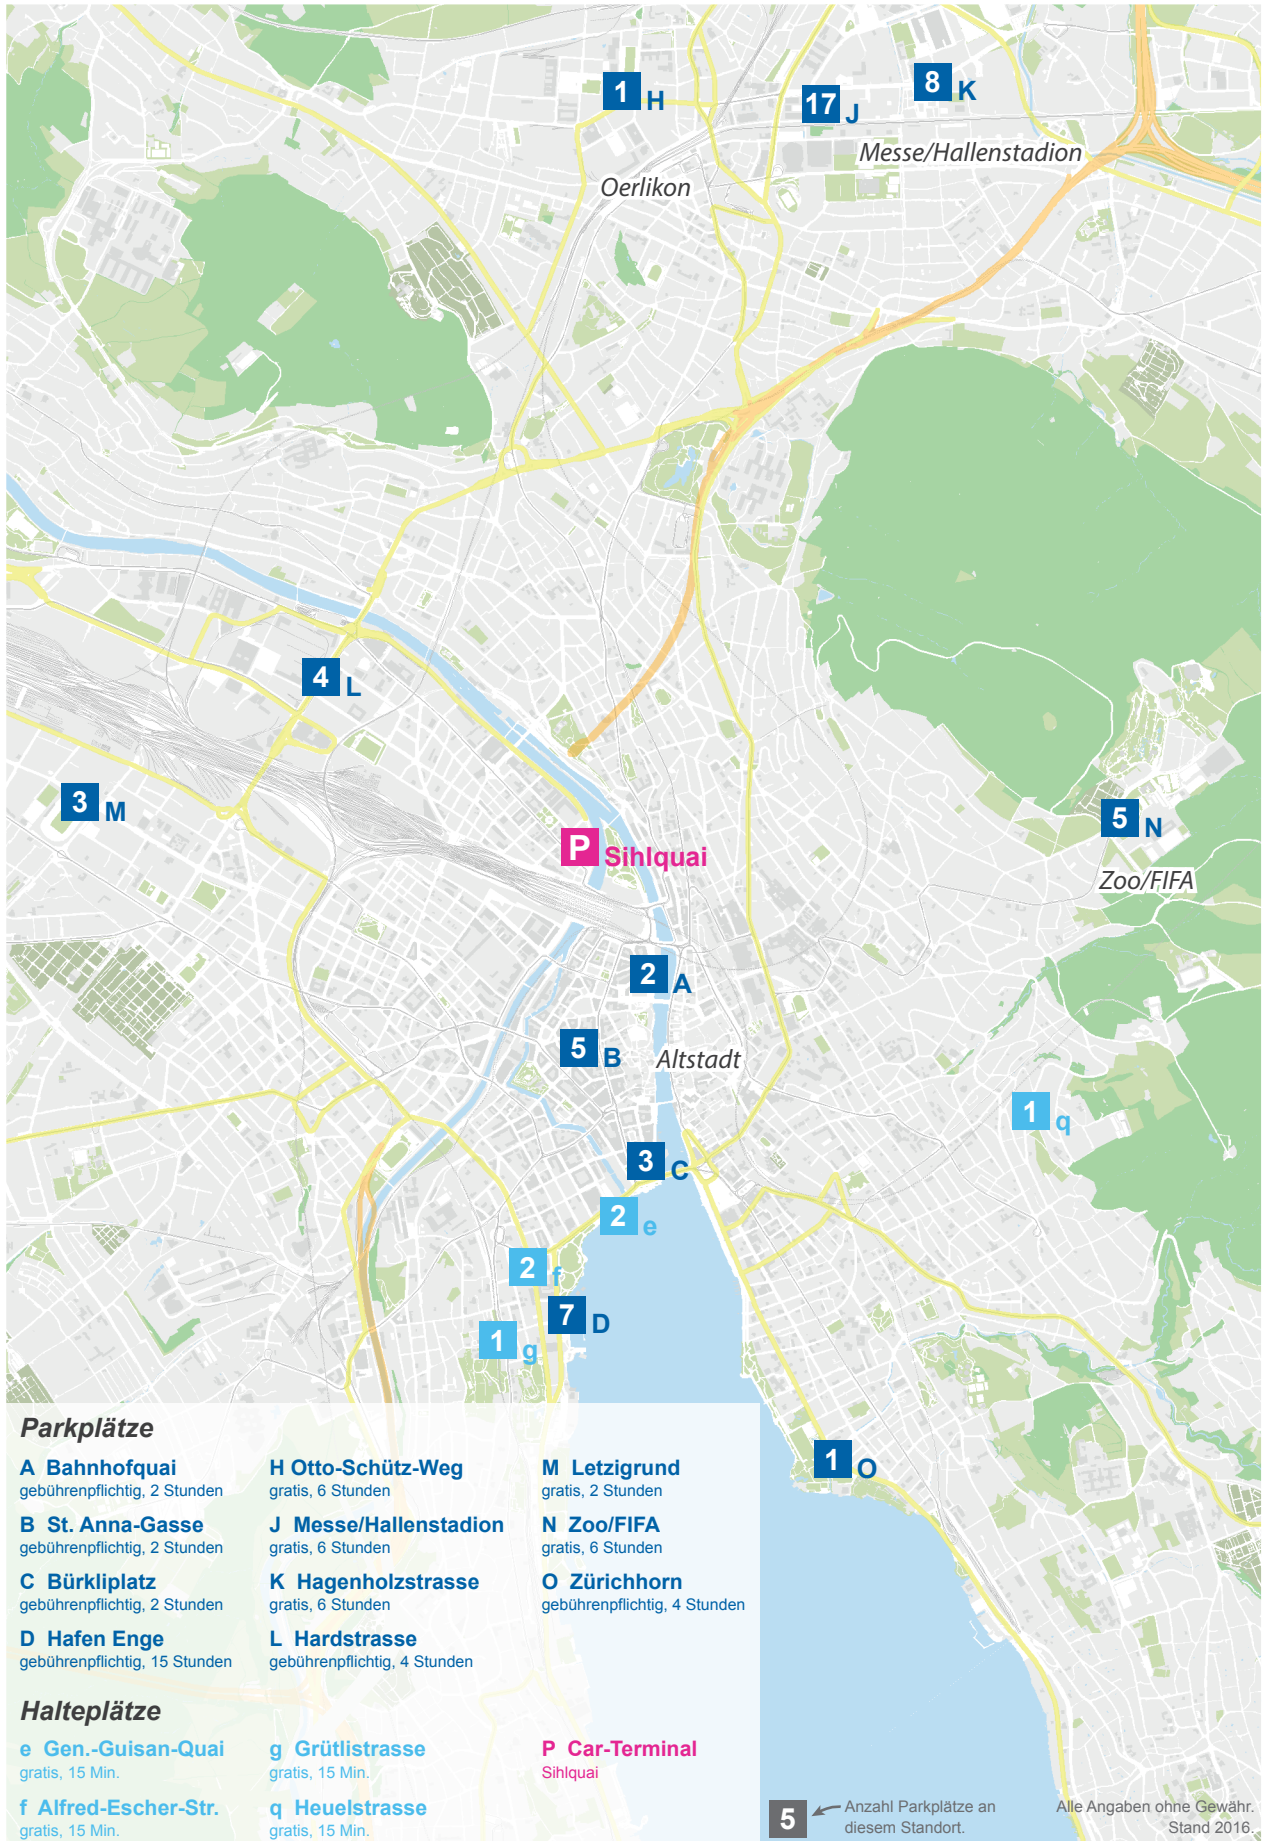 1 H
17 J
8 K
Messe/Hallenstadion
Oerlikon
4 L
3 M
P Sihlquai
5 N
Zoo/FIFA
2 A
5 B
Altstadt
1 q
3 C
2 e
2 f
7 D
1 g
1 O
Parkplätze
A Bahnhofquai
gebührenpflichtig, 2 Stunden
B St. Anna-Gasse
gebührenpflichtig, 2 Stunden
C Bürkliplatz
gebührenpflichtig, 2 Stunden
D Hafen Enge
gebührenpflichtig, 15 Stunden
H Otto-Schütz-Weg
gratis, 6 Stunden
J Messe/Hallenstadion
gratis, 6 Stunden
K Hagenholzstrasse
gratis, 6 Stunden
L Hardstrasse
gebührenpflichtig, 4 Stunden
M Letzigrund
gratis, 2 Stunden
N Zoo/FIFA
gratis, 6 Stunden
O Zürichhorn
gebührenpflichtig, 4 Stunden
Halteplätze
e Gen.-Guisan-Quai
gratis, 15 Min.
f Alfred-Escher-Str.
gratis, 15 Min.
g Grütlistrasse
gratis, 15 Min.
q Heuelstrasse
gratis, 15 Min.
P Car-Terminal
Sihlquai
5 Anzahl Parkplätze an
diesem Standort.
Alle Angaben ohne Gewähr.
Stand 2016.